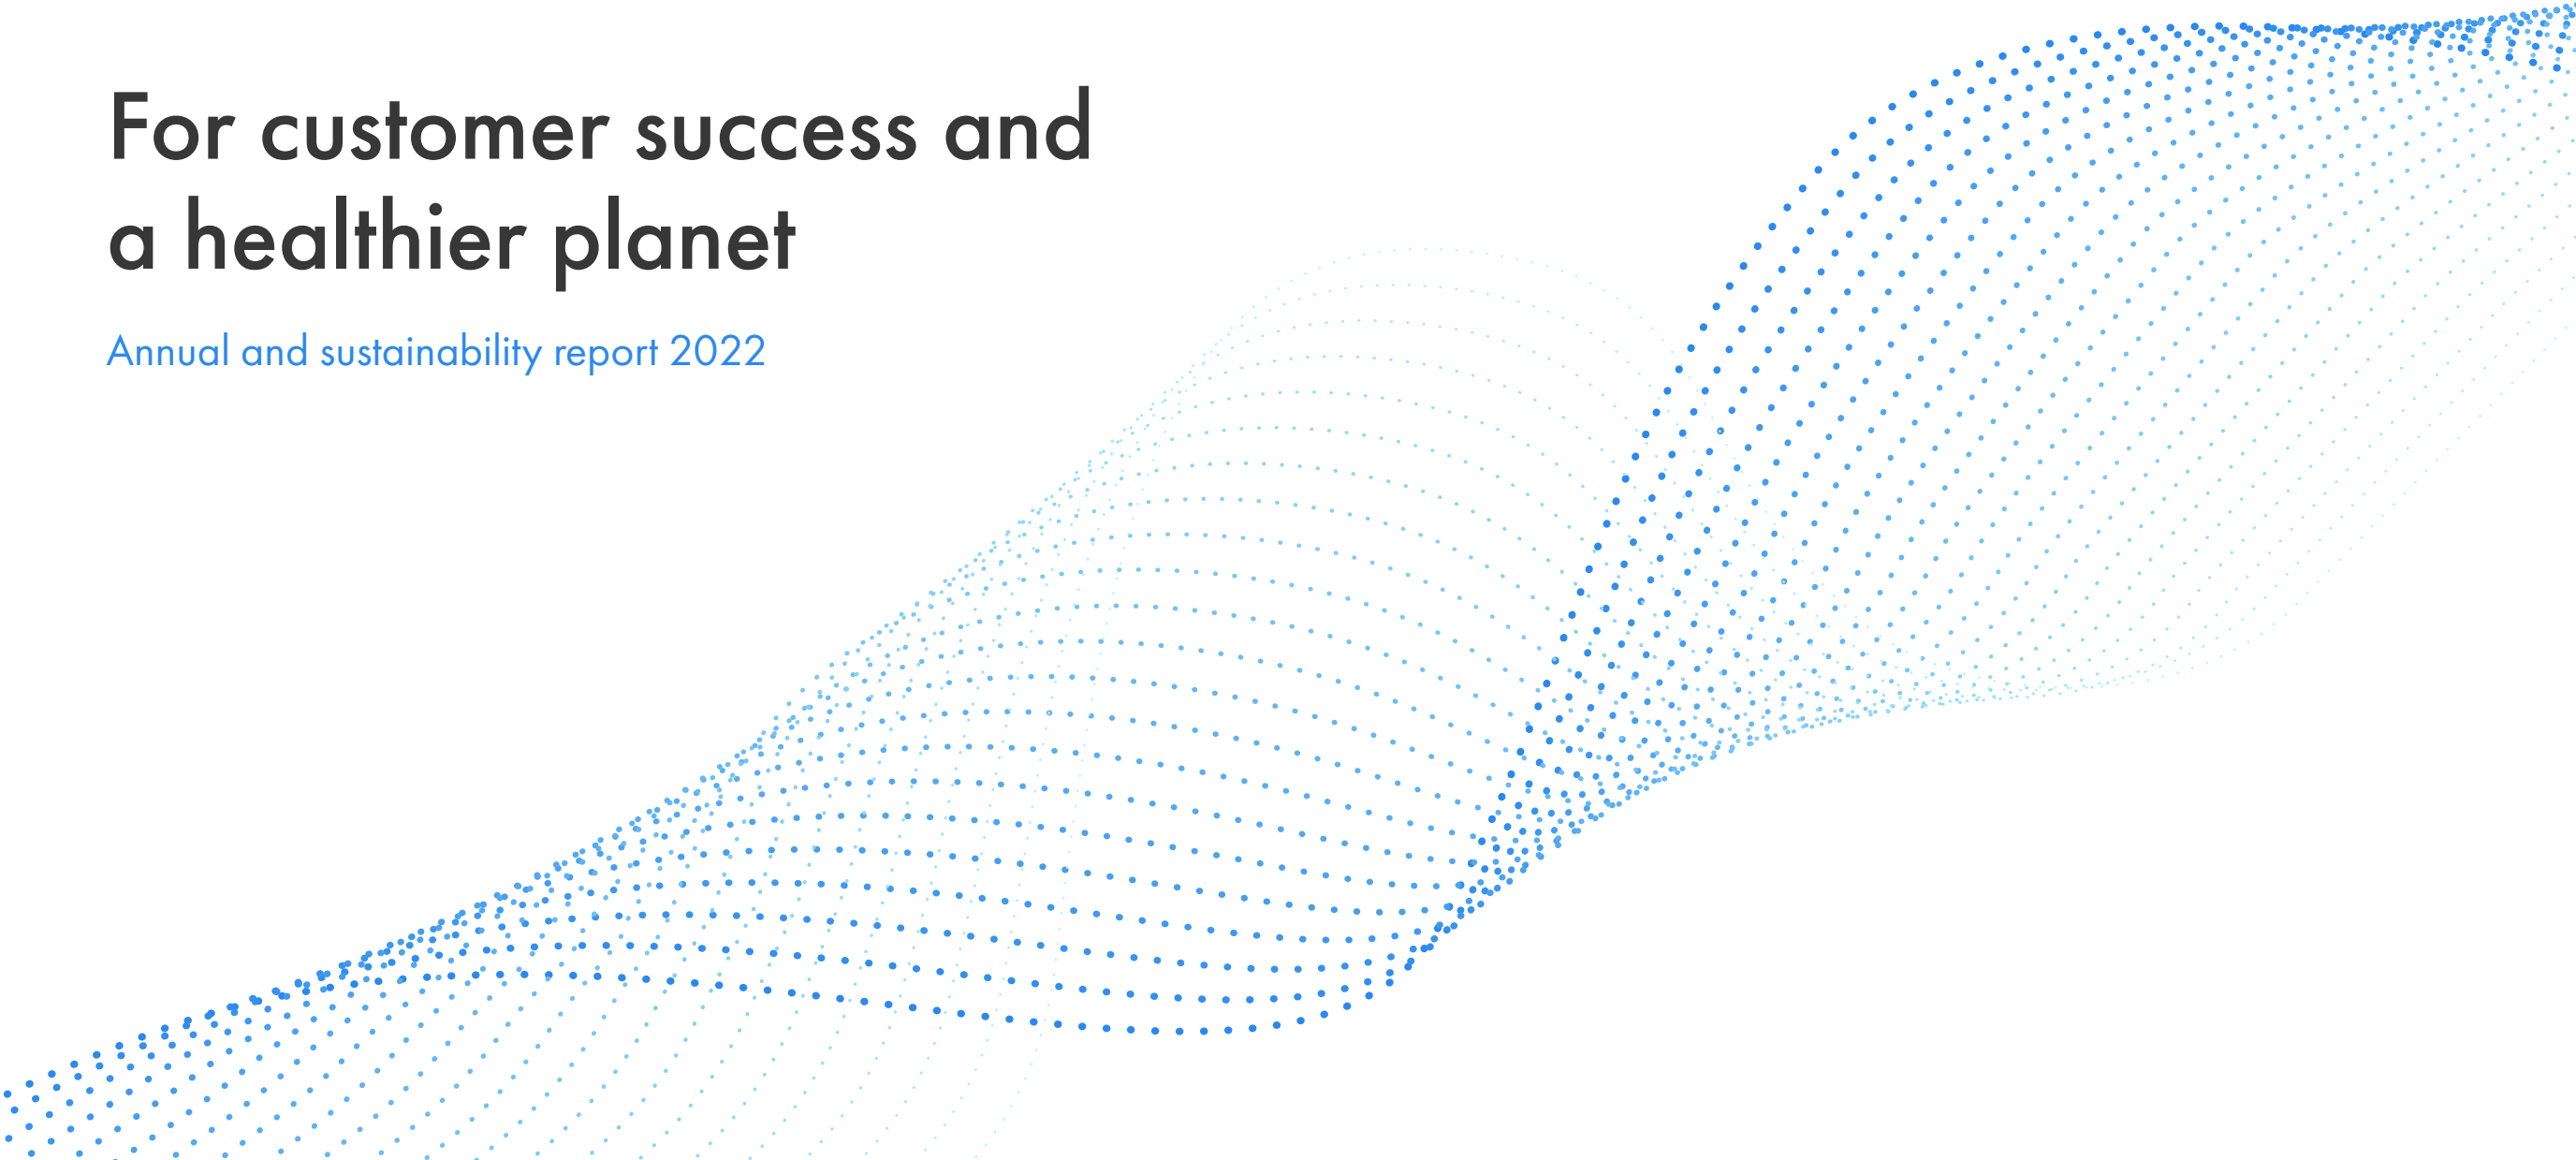 For customer success and
a healthier planet
Annual and sustainability report 2022